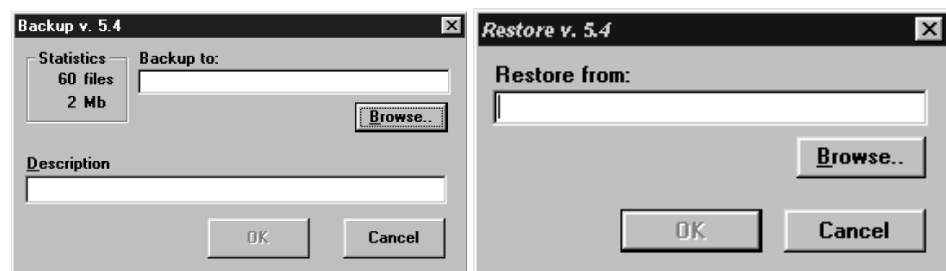 Backup v. 5.4
Statistics
60 files
2 Mb
Backup to:
Browse..
Description
OK
Cancel
Restore v. 5.4
Restore from:
Browse..
OK
Cancel